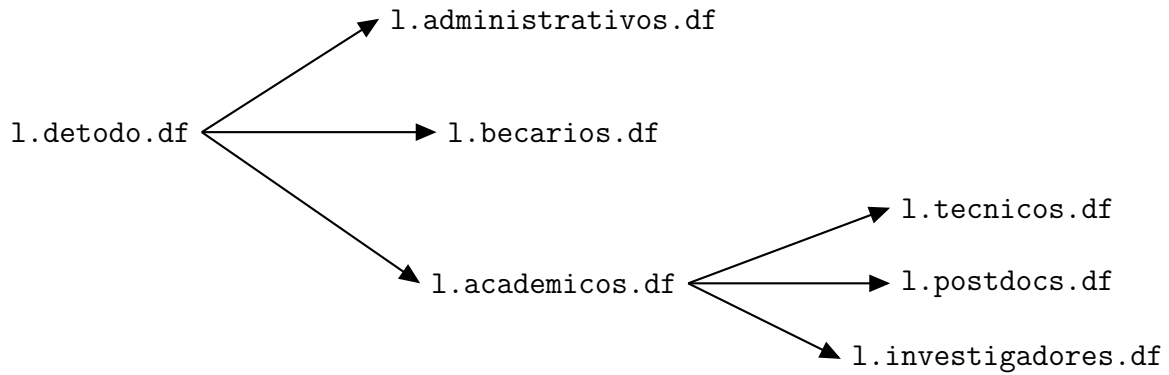 l.administrativos.df
l.detodo.df
l.becarios.df
l.tecnicos.df
l.academicos.df
l.postdocs.df
l.investigadores.df